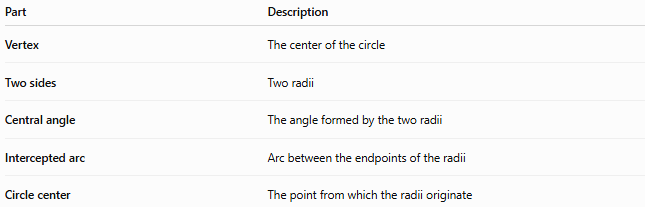 Part Description
Vertex The center of the circle
Two sides Two radii
Central angle The angle formed by the two radii
Intercepted arc Arc between the endpoints of the radii
Circle center The point from which the radii originate